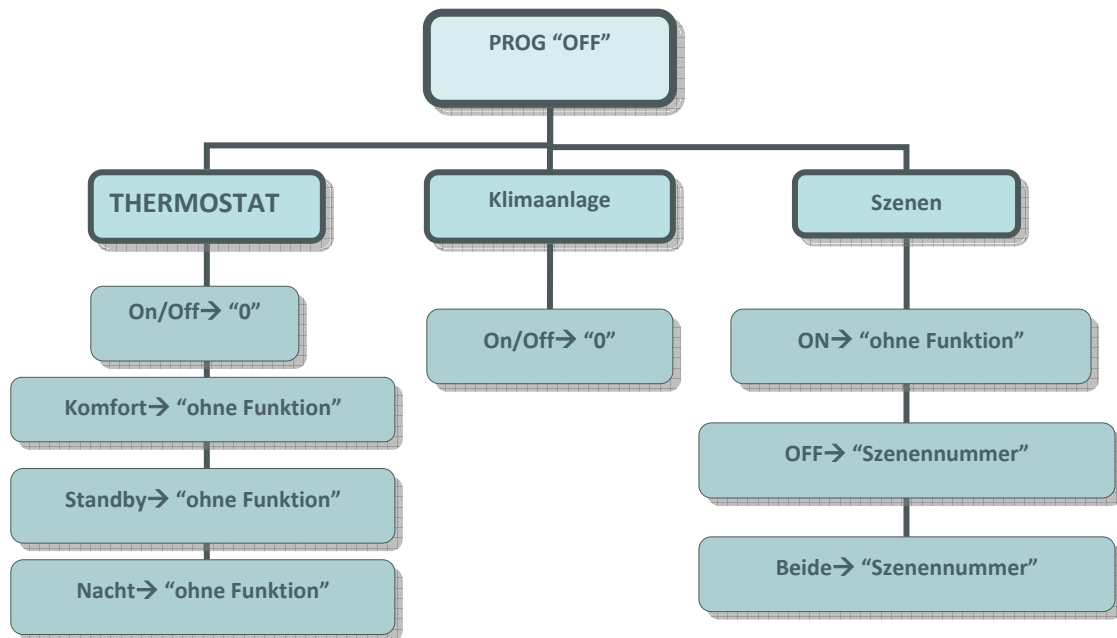 PROG “OFF”
THERMOSTAT
Klimaanlage
Szenen
On/Off→ “0”
On/Off→ “0”
ON→ “ohne Funktion”
Komfort→ “ohne Funktion”
OFF→ “Szenennummer”
Standby→ “ohne Funktion”
Beide→ “Szenennummer”
Nacht→ “ohne Funktion”